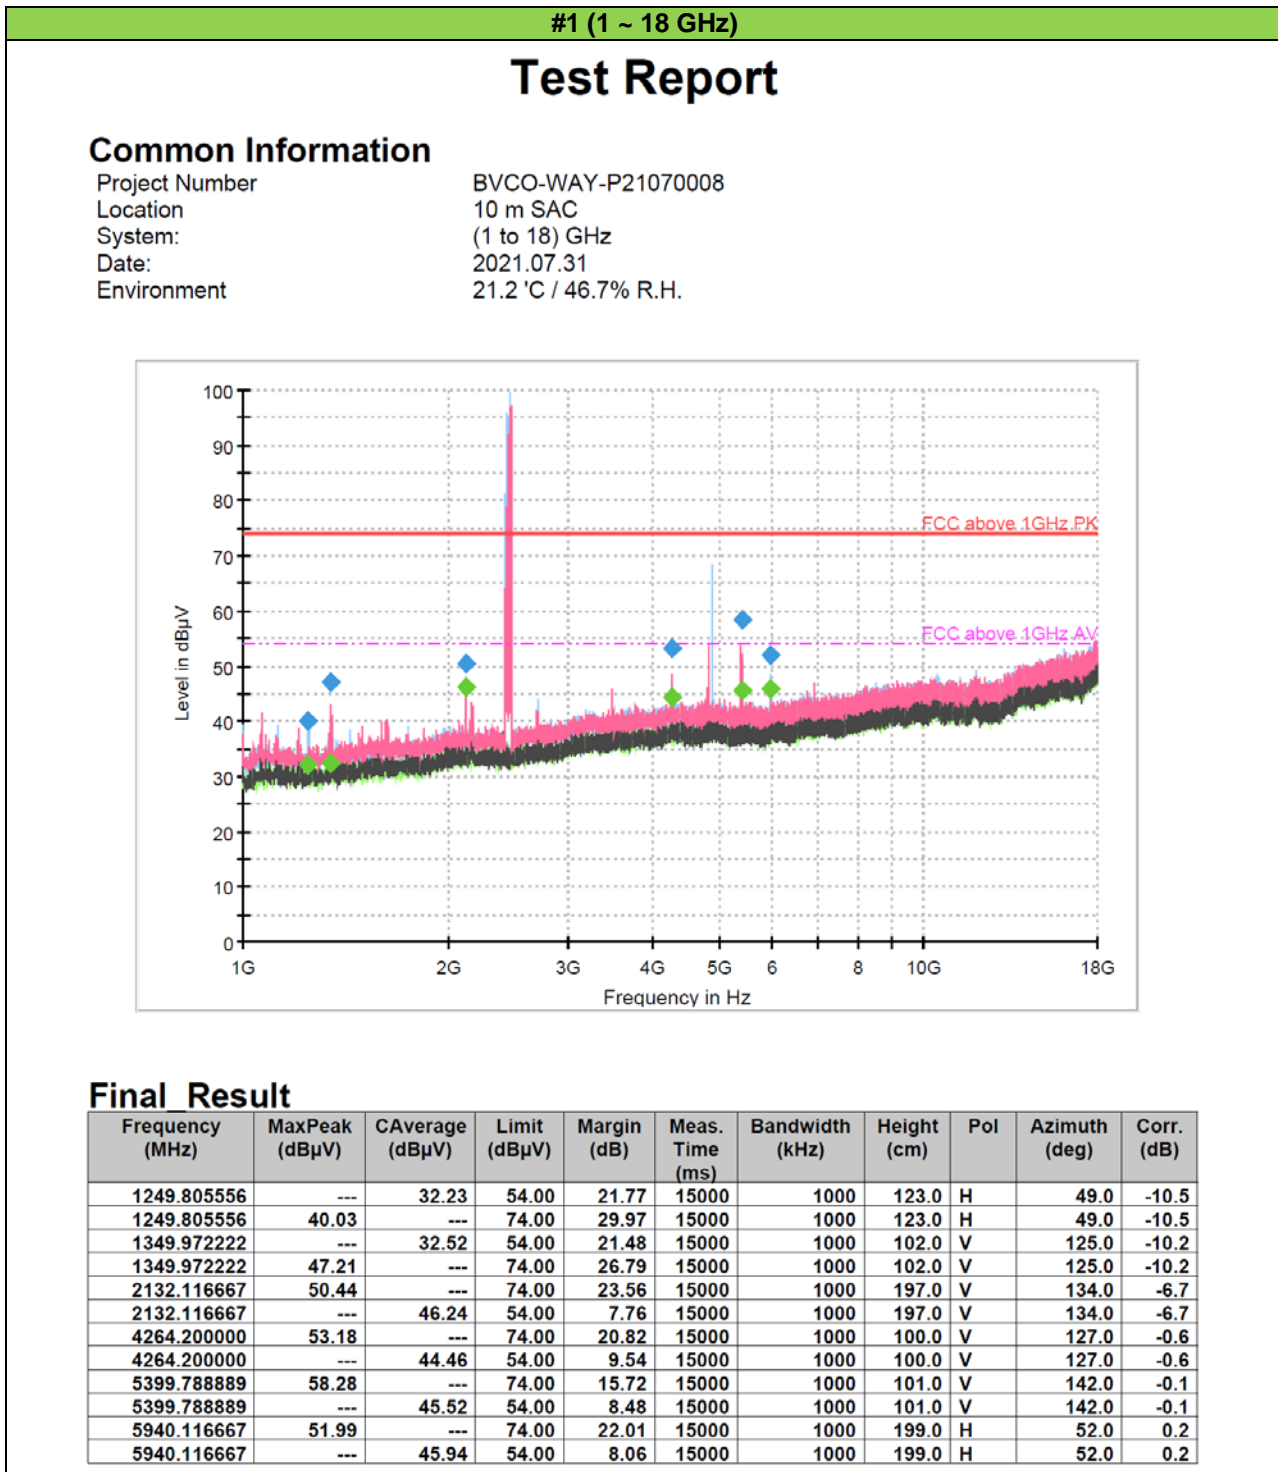 #1 (1 ~ 18 GHz)
Test Report
Common Information
Project Number BVCO-WAY-P21070008
Location 10 m SAC
System: (1 to 18) GHz
Date: 2021.07.31
Environment 21.2 'C / 46.7% R.H.
100
90
80
70
60
50
40
30
20
10
0
Level in dBµV
FCC above 1GHz PK
FCC above 1GHz AV
1G 2G 3G 4G 5G 6 8 10G 18G
Frequency in Hz
Final_Result
Frequency (MHz) MaxPeak (dBµV) CAverage (dBµV) Limit (dBµV) Margin (dB) Meas. Time (ms) Bandwidth (kHz) Height (cm) Pol Azimuth (deg) Corr. (dB)
1249.805556 --- 32.23 54.00 21.77 15000 1000 123.0 H 49.0 -10.5
1249.805556 40.03 --- 74.00 29.97 15000 1000 123.0 H 49.0 -10.5
1349.972222 --- 32.52 54.00 21.48 15000 1000 102.0 V 125.0 -10.2
1349.972222 47.21 --- 74.00 26.79 15000 1000 102.0 V 125.0 -10.2
2132.116667 50.44 --- 74.00 23.56 15000 1000 197.0 V 134.0 -6.7
2132.116667 --- 46.24 54.00 7.76 15000 1000 197.0 V 134.0 -6.7
4264.200000 53.18 --- 74.00 20.82 15000 1000 100.0 V 127.0 -0.6
4264.200000 --- 44.46 54.00 9.54 15000 1000 100.0 V 127.0 -0.6
5399.788889 58.28 --- 74.00 15.72 15000 1000 101.0 V 142.0 -0.1
5399.788889 --- 45.52 54.00 8.48 15000 1000 101.0 V 142.0 -0.1
5940.116667 51.99 --- 74.00 22.01 15000 1000 199.0 H 52.0 0.2
5940.116667 --- 45.94 54.00 8.06 15000 1000 199.0 H 52.0 0.2